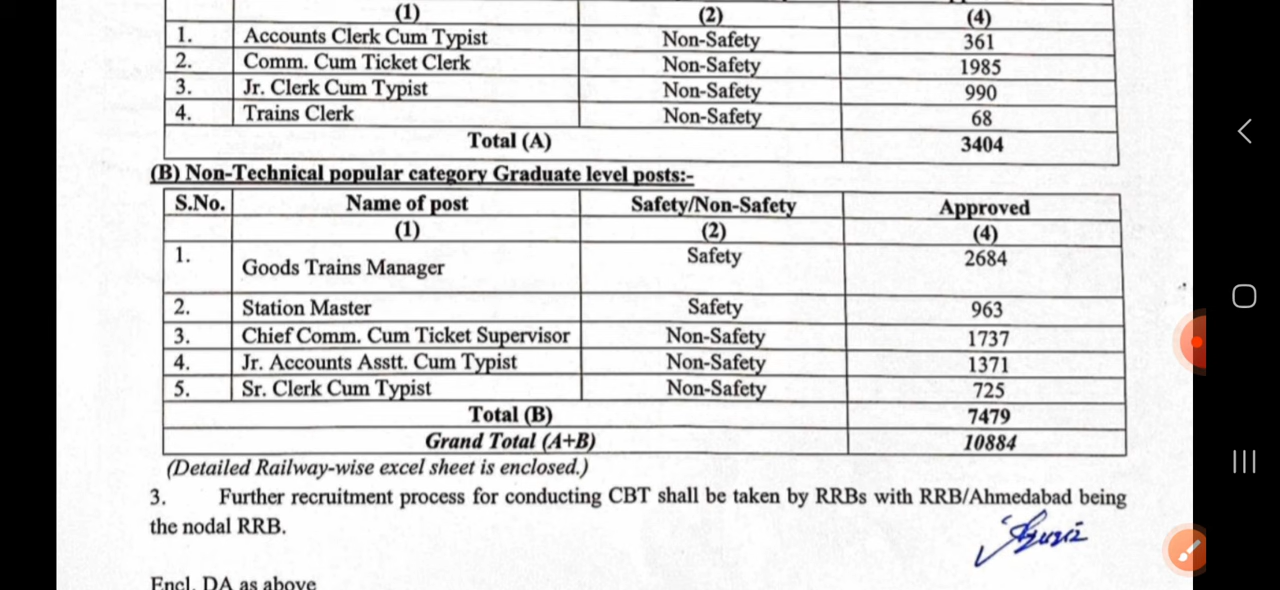 (1) (2) (4)
1. Accounts Clerk Cum Typist Non-Safety 361
2. Comm. Cum Ticket Clerk Non-Safety 1985
3. Jr. Clerk Cum Typist Non-Safety 990
4. Trains Clerk Non-Safety 68
Total (A) 3404
(B) Non-Technical popular category Graduate level posts:-
S.No. Name of post Safety/Non-Safety Approved
(1) (2) (4)
1. Goods Trains Manager Safety 2684
2. Station Master Safety 963
3. Chief Comm. Cum Ticket Supervisor Non-Safety 1737
4. Jr. Accounts Asstt. Cum Typist Non-Safety 1371
5. Sr. Clerk Cum Typist Non-Safety 725
Total (B) 7479
Grand Total (A+B) 10884
(Detailed Railway-wise excel sheet is enclosed.)
3. Further recruitment process for conducting CBT shall be taken by RRBs with RRB/Ahmedabad being
the nodal RRB.
Encl. DA as above